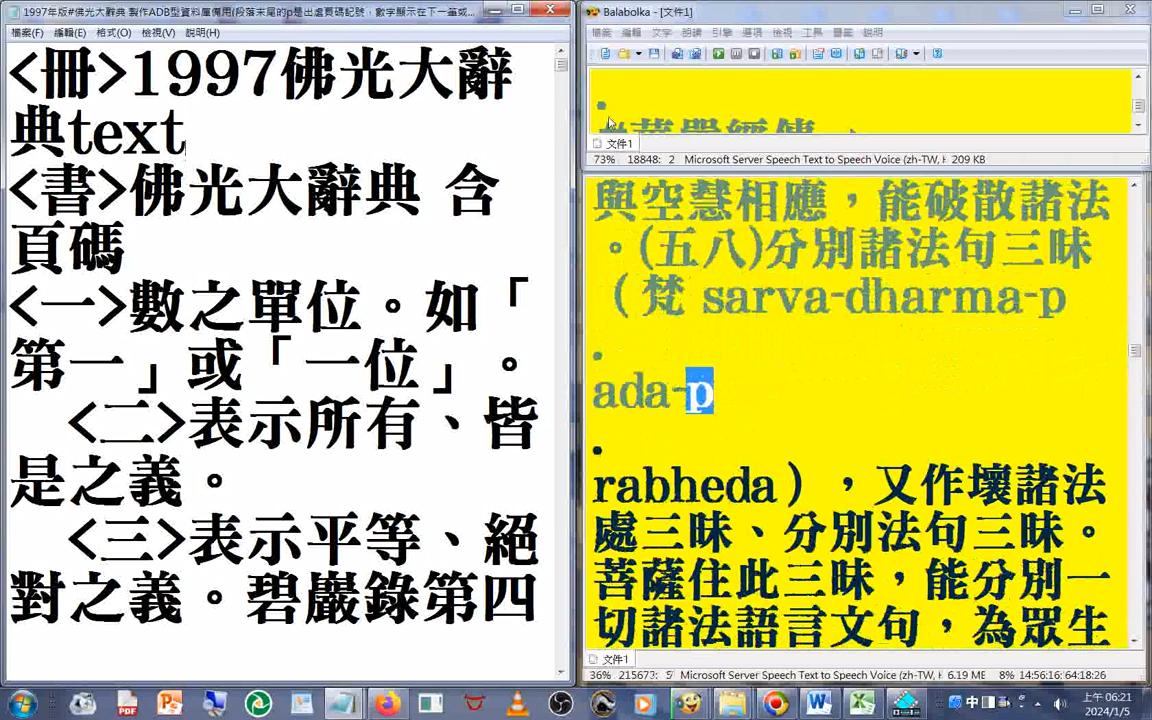 1997年版#佛光大辭典 製作ADB型資料庫備用(段落末尾的p是出處頁碼記號，數字顯示在下一筆或...
檔案(F) 編輯(E) 格式(O) 檢視(V) 說明(H)
<冊>1997佛光大辭
典text
<書>佛光大辭典 含
頁碼
<一>數之單位。如「
第一」或「一位」。
<二>表示所有、皆
是之義。
<三>表示平等、絕
對之義。碧巖錄第四
Balabolka - [文件1]
檔案 編輯 文字 朗讀 引擎 選項 檢視 工具 書籤 說明
文件1
73% 18848: 2 Microsoft Server Speech Text to Speech Voice (zh-TW, H 209 KB
與空慧相應，能破散諸法
。(五八)分別諸法句三昧
（梵 sarva-dharma-p
.
ada-p
.
rabheda），又作壞諸法
處三昧、分別法句三昧。
菩薩住此三昧，能分別一
切諸法語言文句，為眾生
文件1
36% 215673: 5 Microsoft Server Speech Text to Speech Voice (zh-TW, H 6.19 MB 8% 14:56:16/64:18:26
中
上午 06:21
2024/1/5